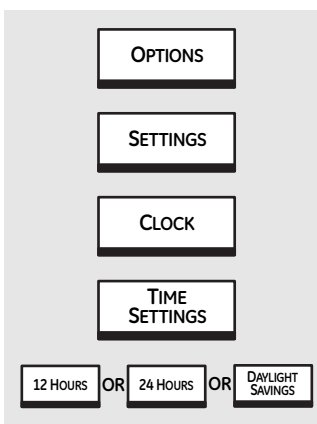 OPTIONS
SETTINGS
CLOCK
TIME
SETTINGS
12 HOURS OR 24 HOURS OR DAYLIGHT SAVINGS